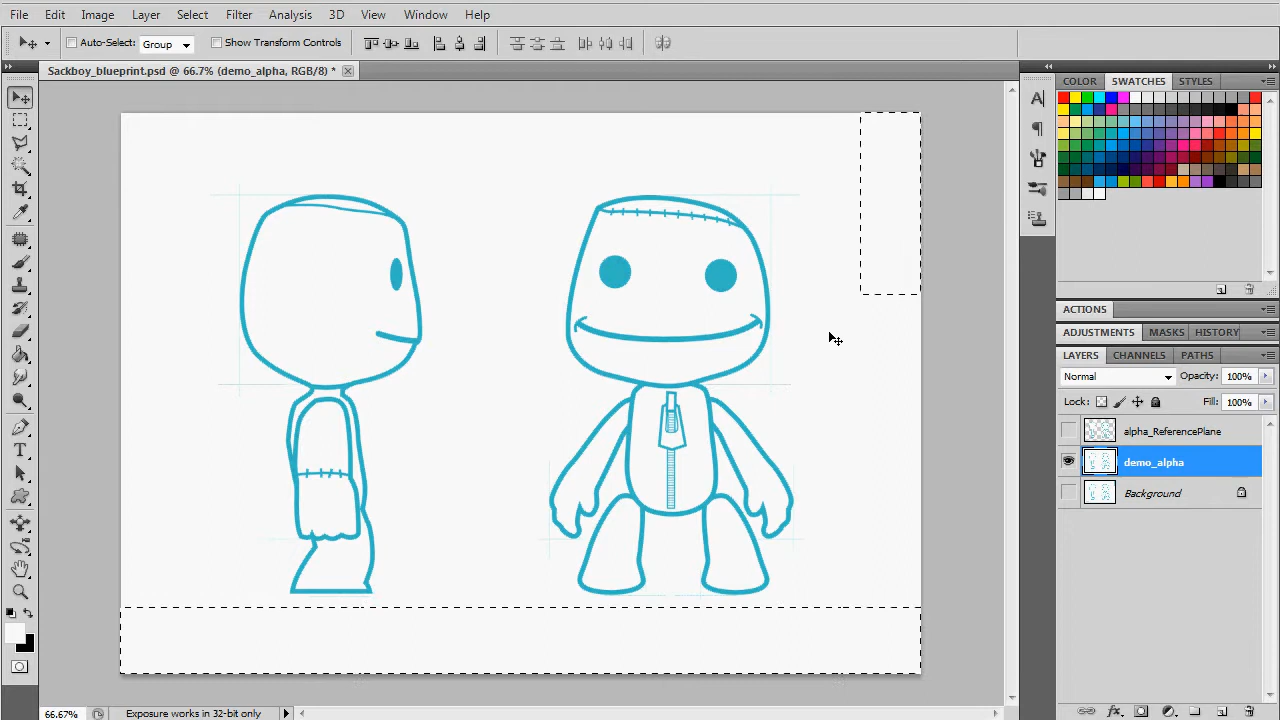 File Edit Image Layer Select Filter Analysis 3D View Window Help
Auto-Select: Group Show Transform Controls
Sackboy_blueprint.psd @ 66.7% (demo_alpha, RGB/8) *
COLOR SWATCHES STYLES
ACTIONS
ADJUSTMENTS MASKS HISTORY
LAYERS CHANNELS PATHS
Normal Opacity: 100%
Lock: Fill: 100%
alpha_ReferencePlane
demo_alpha
Background
66.67% Exposure works in 32-bit only